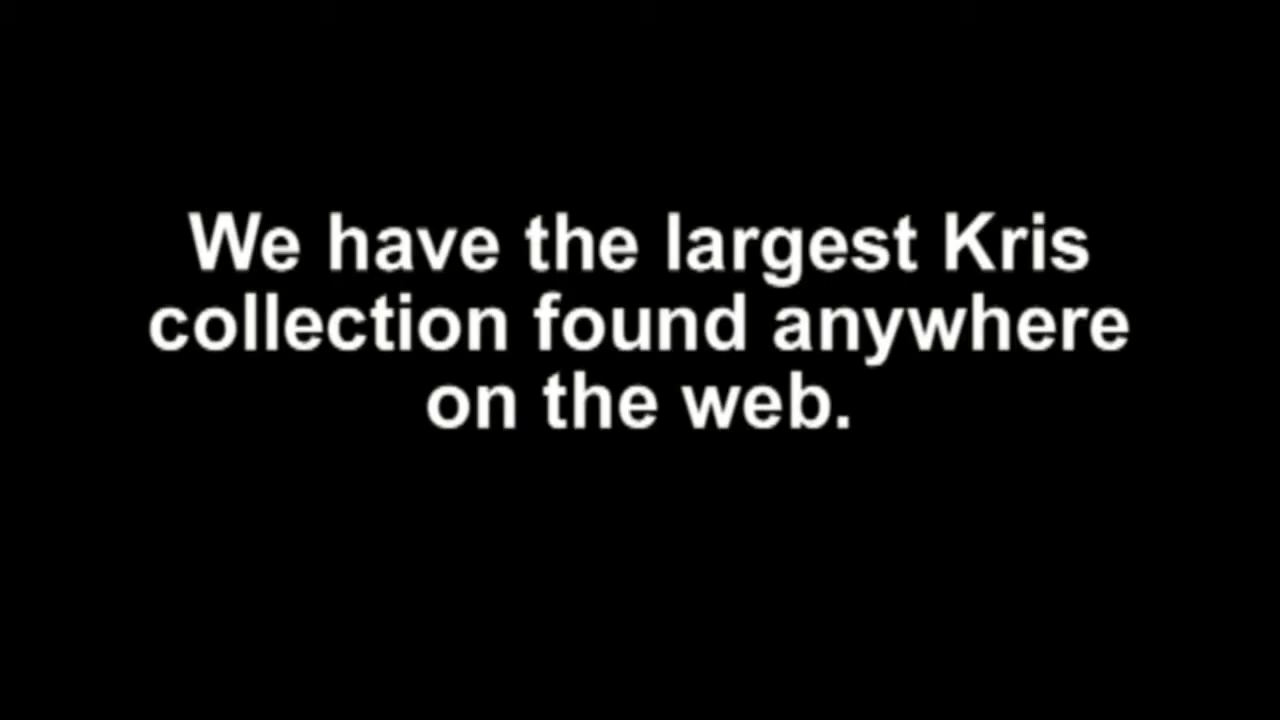 We have the largest Kris
collection found anywhere
on the web.